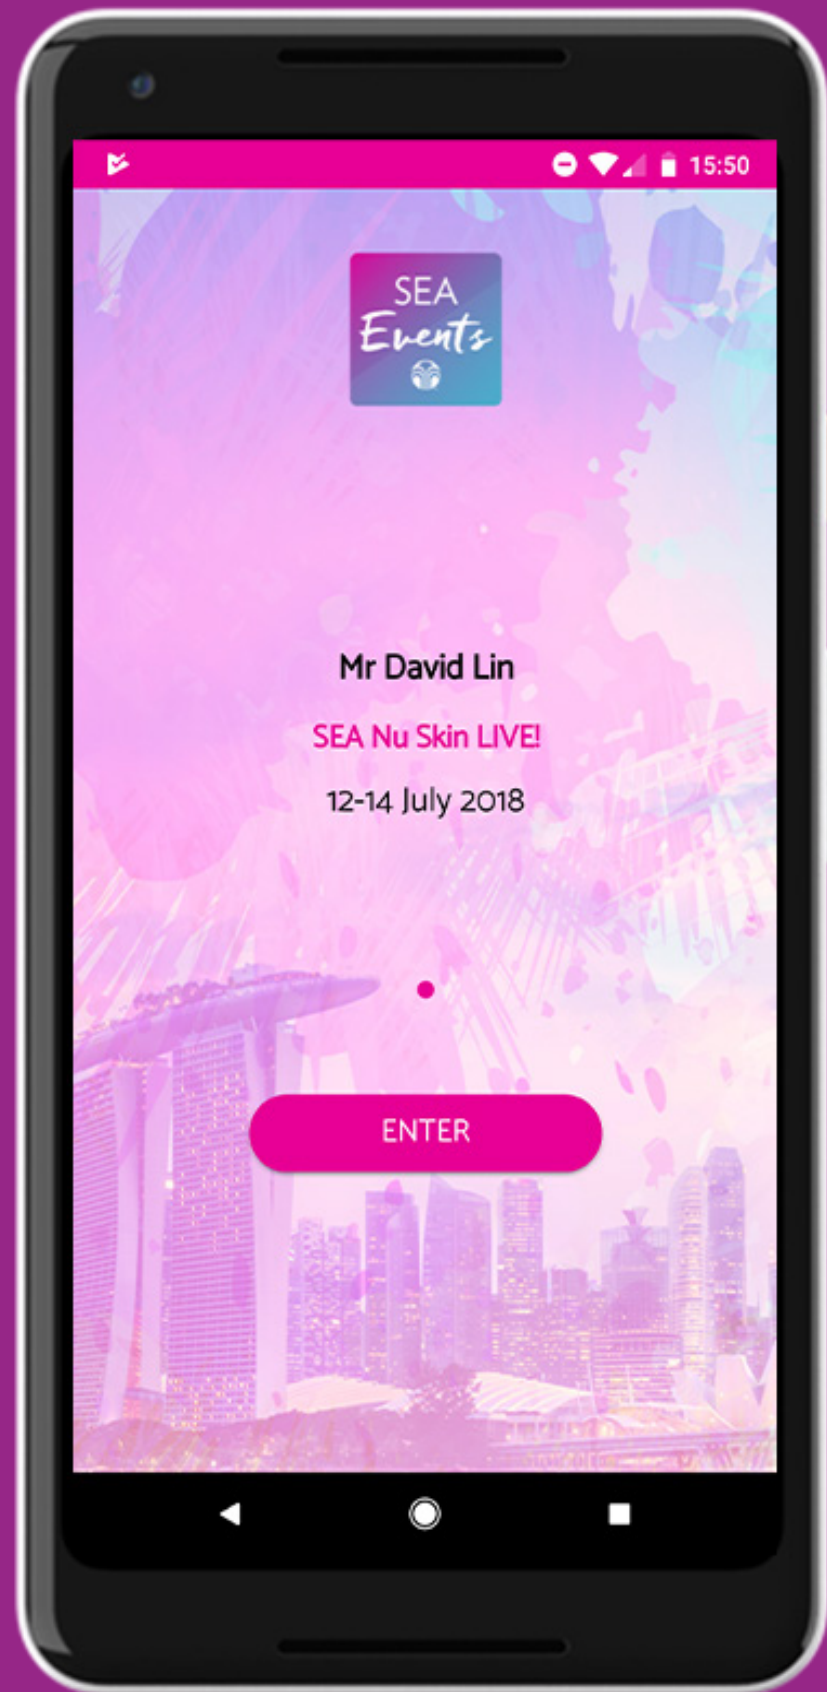 15:50
SEA
Events
Mr David Lin
SEA Nu Skin LIVE!
12-14 July 2018
ENTER